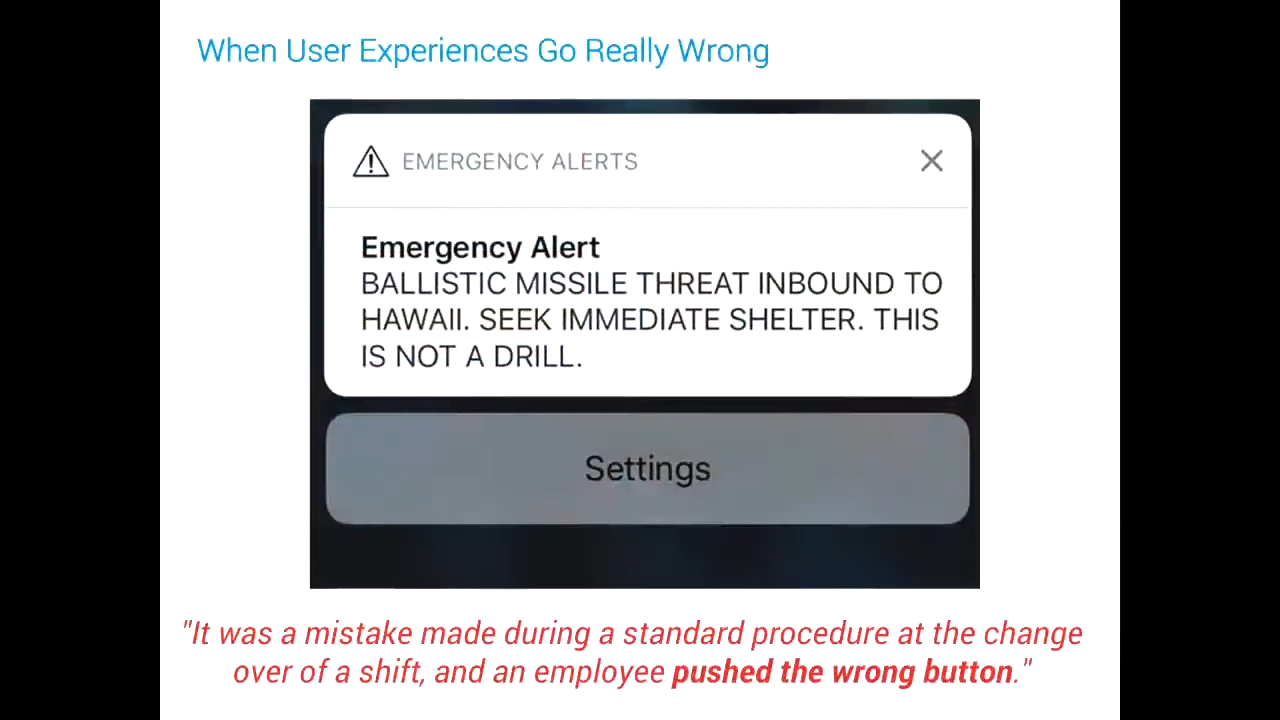 When User Experiences Go Really Wrong
EMERGENCY ALERTS
Emergency Alert
BALLISTIC MISSILE THREAT INBOUND TO
HAWAII. SEEK IMMEDIATE SHELTER. THIS
IS NOT A DRILL.
Settings
"It was a mistake made during a standard procedure at the change
over of a shift, and an employee pushed the wrong button."